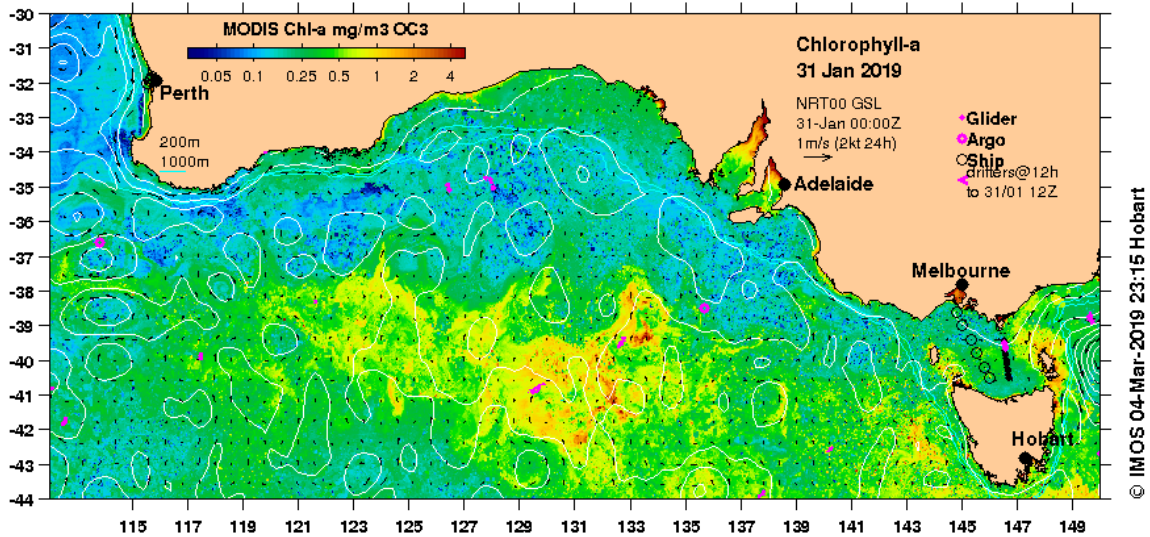 MODIS Chl-a mg/m3 OC3
0.05 0.1 0.25 0.5 1 2 4
Chlorophyll-a
31 Jan 2019
NRT00 GSL
31-Jan 00:00Z
1m/s (2kt 24h)
Glider
Argo
Ship
drifters@12h
to 31/01 12Z
Perth
200m
1000m
Adelaide
Melbourne
Hobart
-30
-31
-32
-33
-34
-35
-36
-37
-38
-39
-40
-41
-42
-43
-44
115 117 119 121 123 125 127 129 131 133 135 137 139 141 143 145 147 149
© IMOS 04-Mar-2019 23:15 Hobart